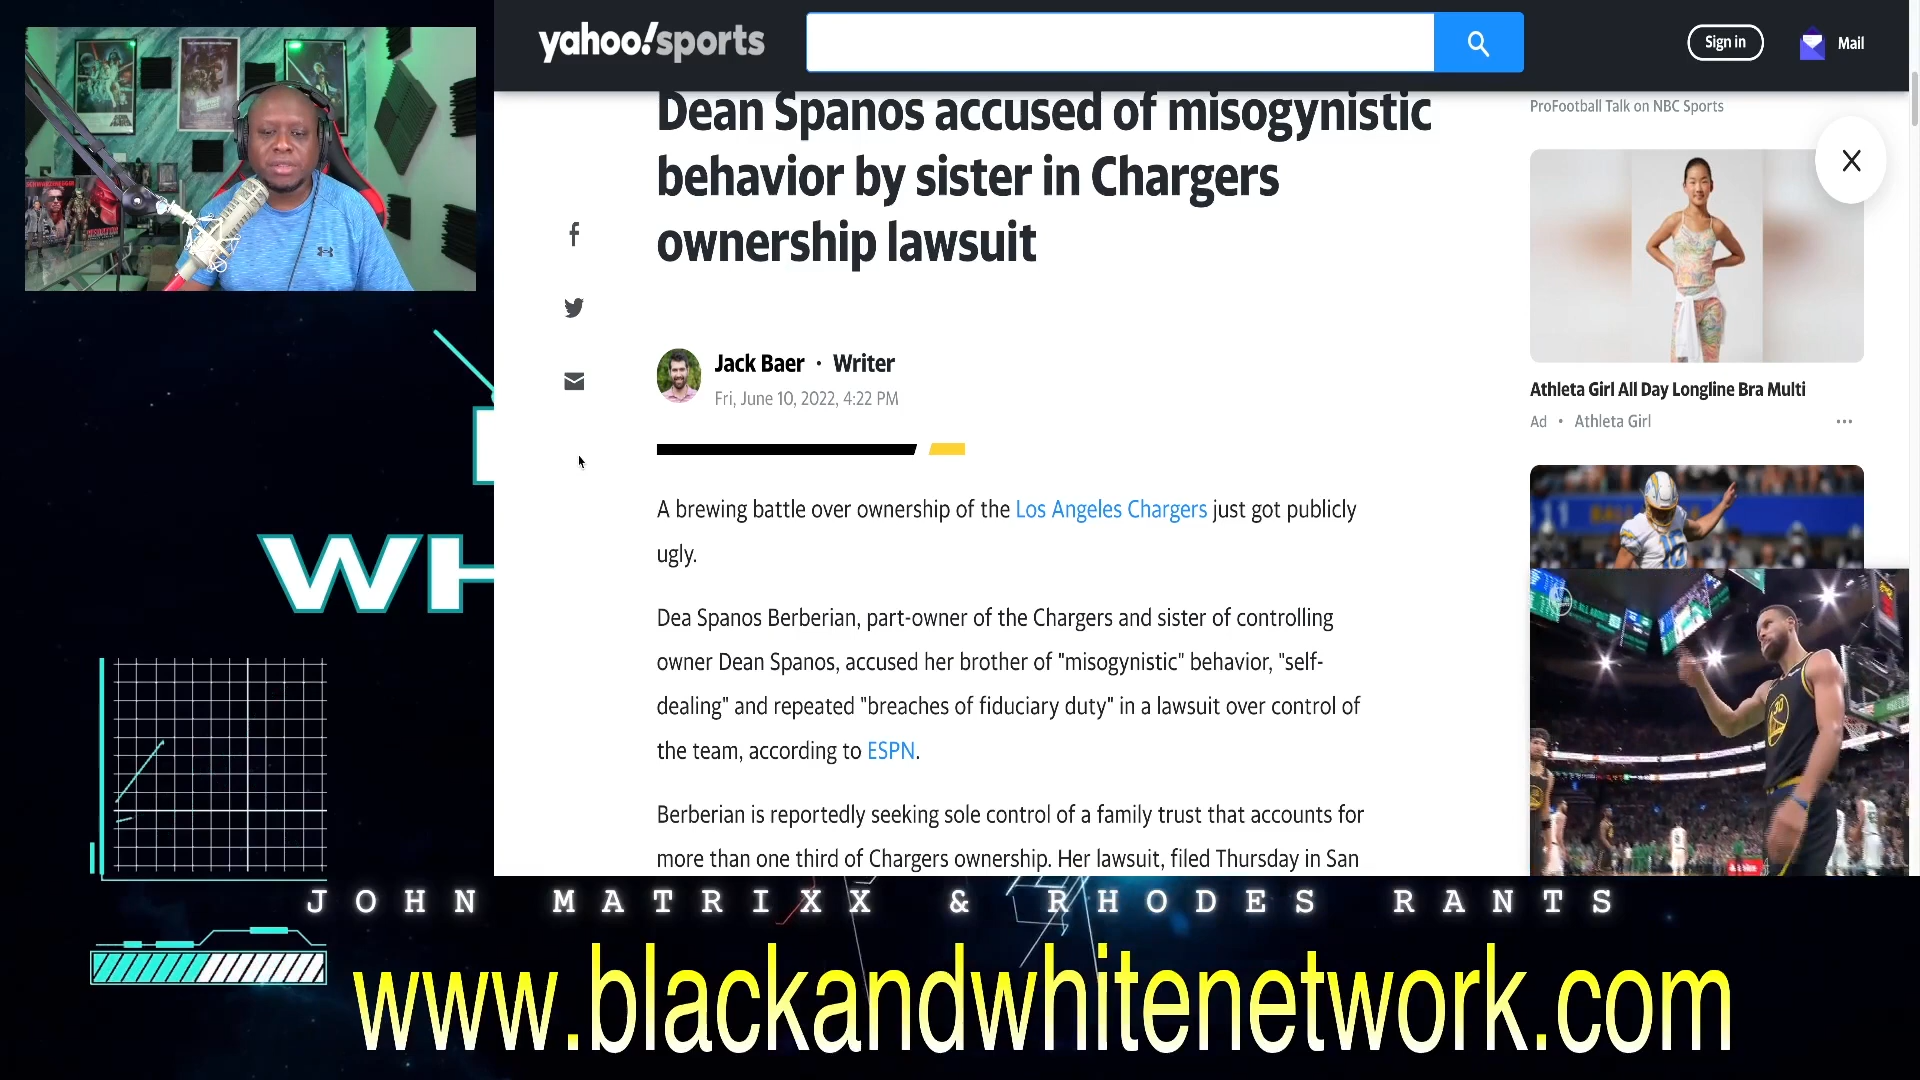 yahoo!sports
Sign in
Mail
Dean Spanos accused of misogynistic
behavior by sister in Chargers
ownership lawsuit
ProFootball Talk on NBC Sports
Jack Baer · Writer
Fri, June 10, 2022, 4:22 PM
Athleta Girl All Day Longline Bra Multi
Ad • Athleta Girl
A brewing battle over ownership of the Los Angeles Chargers just got publicly
ugly.
Dea Spanos Berberian, part-owner of the Chargers and sister of controlling
owner Dean Spanos, accused her brother of "misogynistic" behavior, "self-
dealing" and repeated "breaches of fiduciary duty" in a lawsuit over control of
the team, according to ESPN.
Berberian is reportedly seeking sole control of a family trust that accounts for
more than one third of Chargers ownership. Her lawsuit, filed Thursday in San
WH
30
JOHN MATRIXX & RHODES RANTS
www.blackandwhitenetwork.com